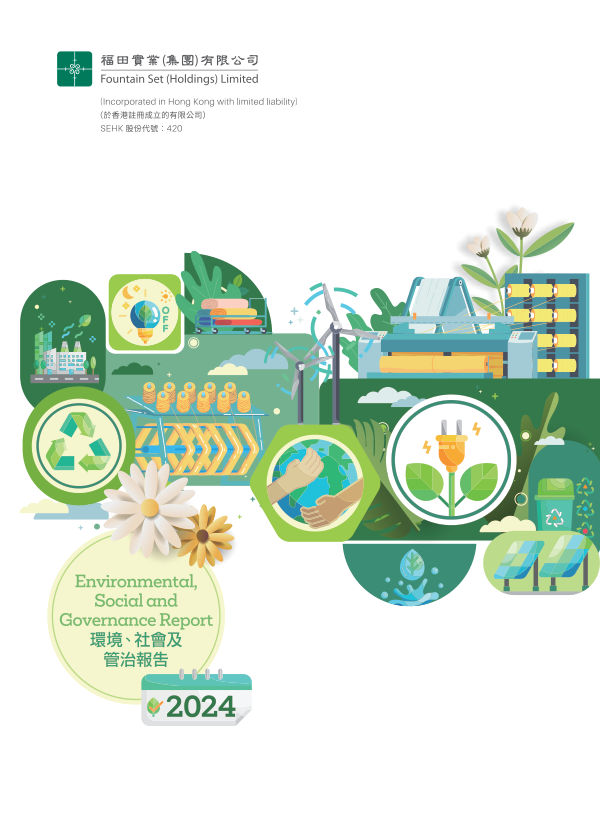 福田實業(集團)有限公司
Fountain Set (Holdings) Limited
(Incorporated in Hong Kong with limited liability)
(於香港註冊成立的有限公司)
SEHK 股份代號：420
OFF
Environmental,
Social and
Governance Report
環境、社會及
管治報告
2024